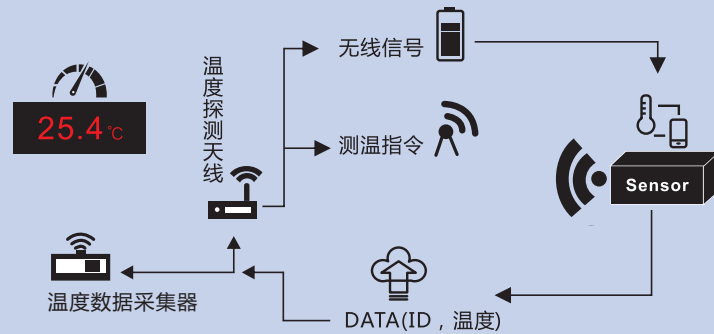 25.4℃
温度探测天线
无线信号
测温指令
Sensor
温度数据采集器
DATA(ID，温度)